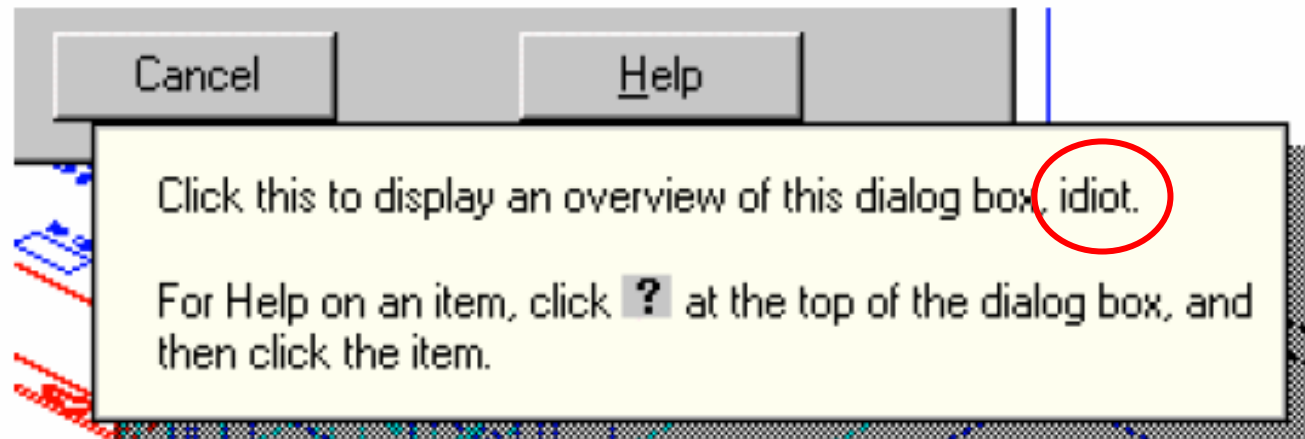 Cancel Help
Click this to display an overview of this dialog box, idiot.
For Help on an item, click ? at the top of the dialog box, and
then click the item.